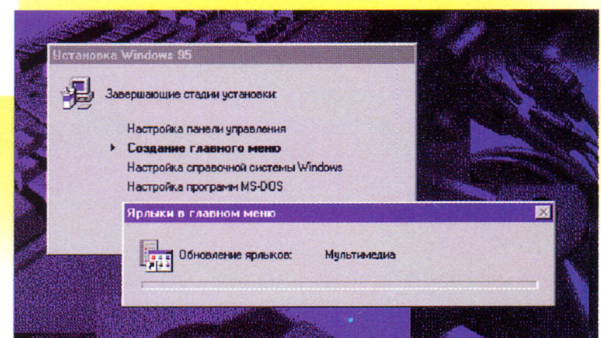 Установка Windows 95
Завершающие стадии установки:
Настройка панели управления
Создание главного меню
Настройка справочной системы Windows
Настройка программ MS-DOS
Ярлыки в главном меню
Обновление ярлыков: Мультимедиа